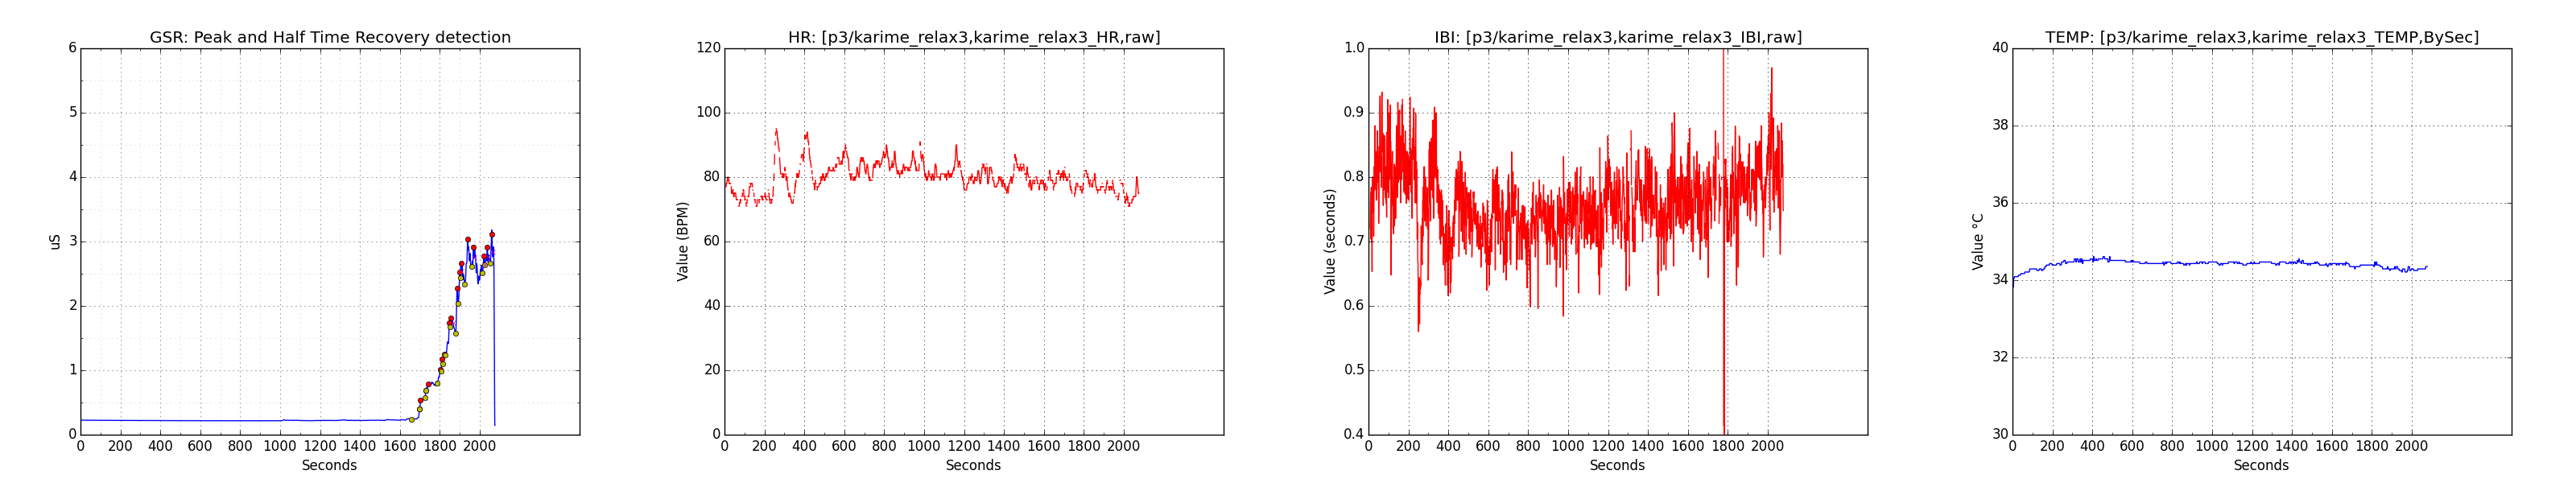 GSR: Peak and Half Time Recovery detection
6
5
4
3
2
1
0
uS
0 200 400 600 800 1000 1200 1400 1600 1800 2000
Seconds
HR: [p3/karime_relax3,karime_relax3_HR,raw]
120
100
80
60
40
20
0
Value (BPM)
0 200 400 600 800 1000 1200 1400 1600 1800 2000
Seconds
IBI: [p3/karime_relax3,karime_relax3_IBI,raw]
1.0
0.9
0.8
0.7
0.6
0.5
0.4
Value (seconds)
0 200 400 600 800 1000 1200 1400 1600 1800 2000
Seconds
TEMP: [p3/karime_relax3,karime_relax3_TEMP,BySec]
40
38
36
34
32
30
Value °C
0 200 400 600 800 1000 1200 1400 1600 1800 2000
Seconds